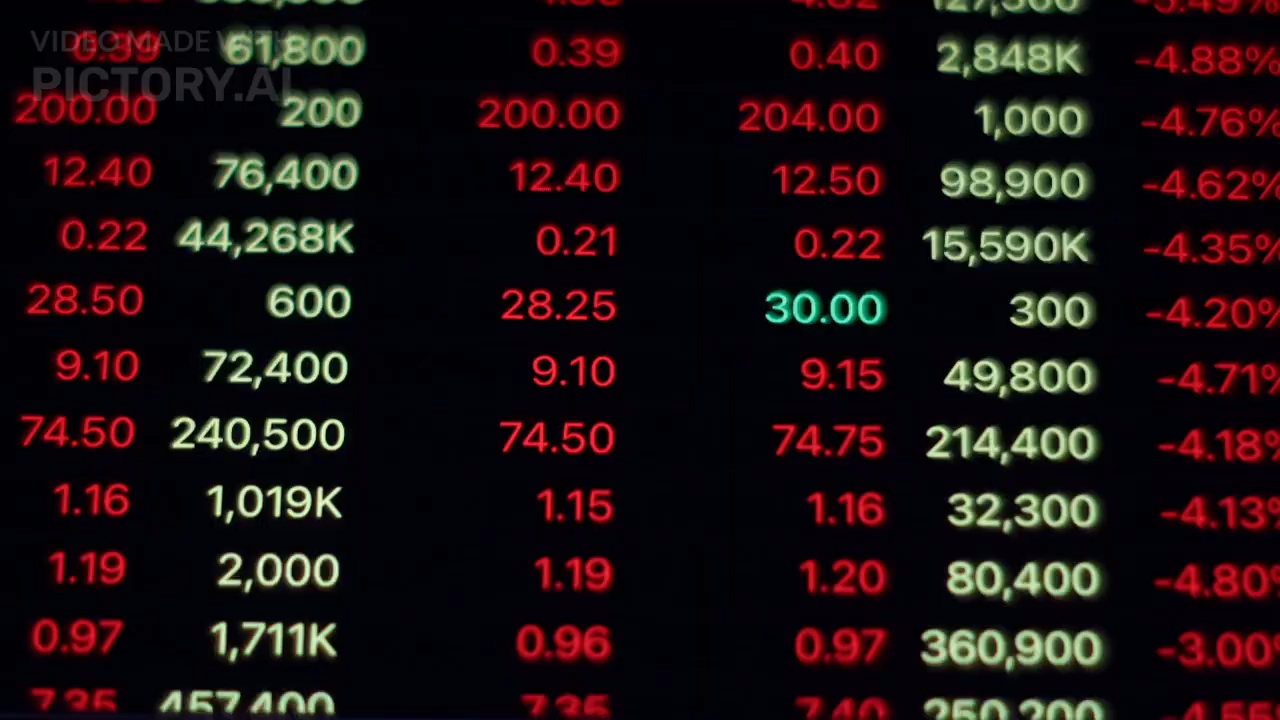 VIDEO MADE WITH
PICTORY.AI
0.39 61,800 0.39 0.40 2,848K -4.88%
200.00 200 200.00 204.00 1,000 -4.76%
12.40 76,400 12.40 12.50 98,900 -4.62%
0.22 44,268K 0.21 0.22 15,590K -4.35%
28.50 600 28.25 30.00 300 -4.20%
9.10 72,400 9.10 9.15 49,800 -4.71%
74.50 240,500 74.50 74.75 214,400 -4.18%
1.16 1,019K 1.15 1.16 32,300 -4.13%
1.19 2,000 1.19 1.20 80,400 -4.80%
0.97 1,711K 0.96 0.97 360,900 -3.00%
7.35 457,400 7.35 7.40 250,200 -4.55%